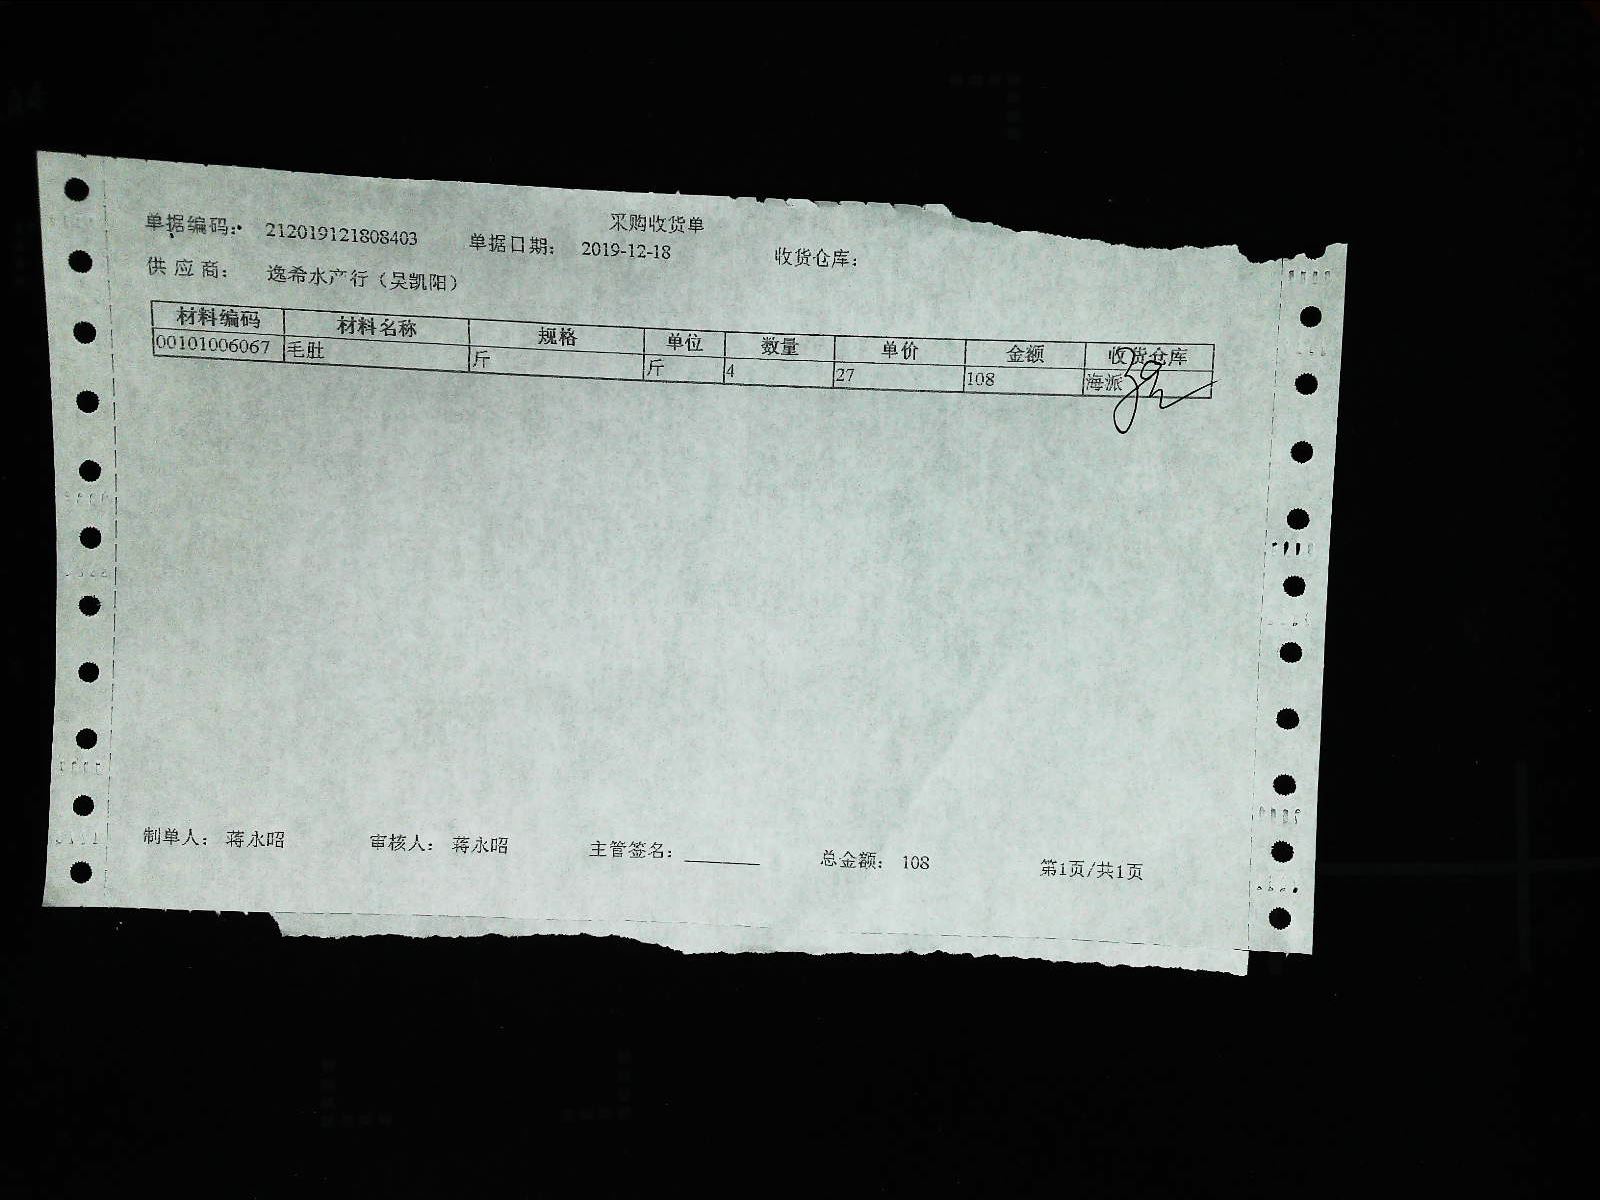 采购收货单
单据编码： 212019121808403 单据日期： 2019-12-18 收货仓库：
供应商： 逸希水产行（吴凯阳）
材料编码 材料名称 规格 单位 数量 单价 金额 收货仓库
00101006067 毛肚 斤 斤 4 27 108 海派
制单人： 蒋永昭 审核人： 蒋永昭 主管签名： 总金额： 108 第1页/共1页